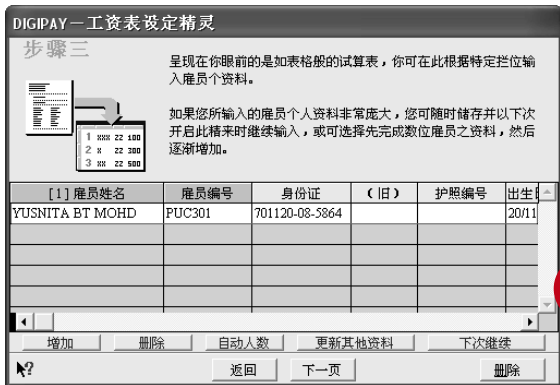 DIGIPAY－工资表设定精灵
步骤三
呈现在你眼前的是如表格般的试算表，你可在此根据特定拦位输
入雇员个资料。
如果您所输入的雇员个人资料非常庞大，您可随时储存并以下次
开启此精来时继续输入，或可选择先完成数位雇员之资料，然后
逐渐增加。
1 xxx 22 100
2 x 22 300
3 xx 22 500
[1] 雇员姓名 雇员编号 身份证 (旧) 护照编号 出生日
YUSNITA BT MOHD PUC301 701120-08-5864 20/11
增加 删除 自动人数 更新其他资料 下次继续
返回 下一页 删除